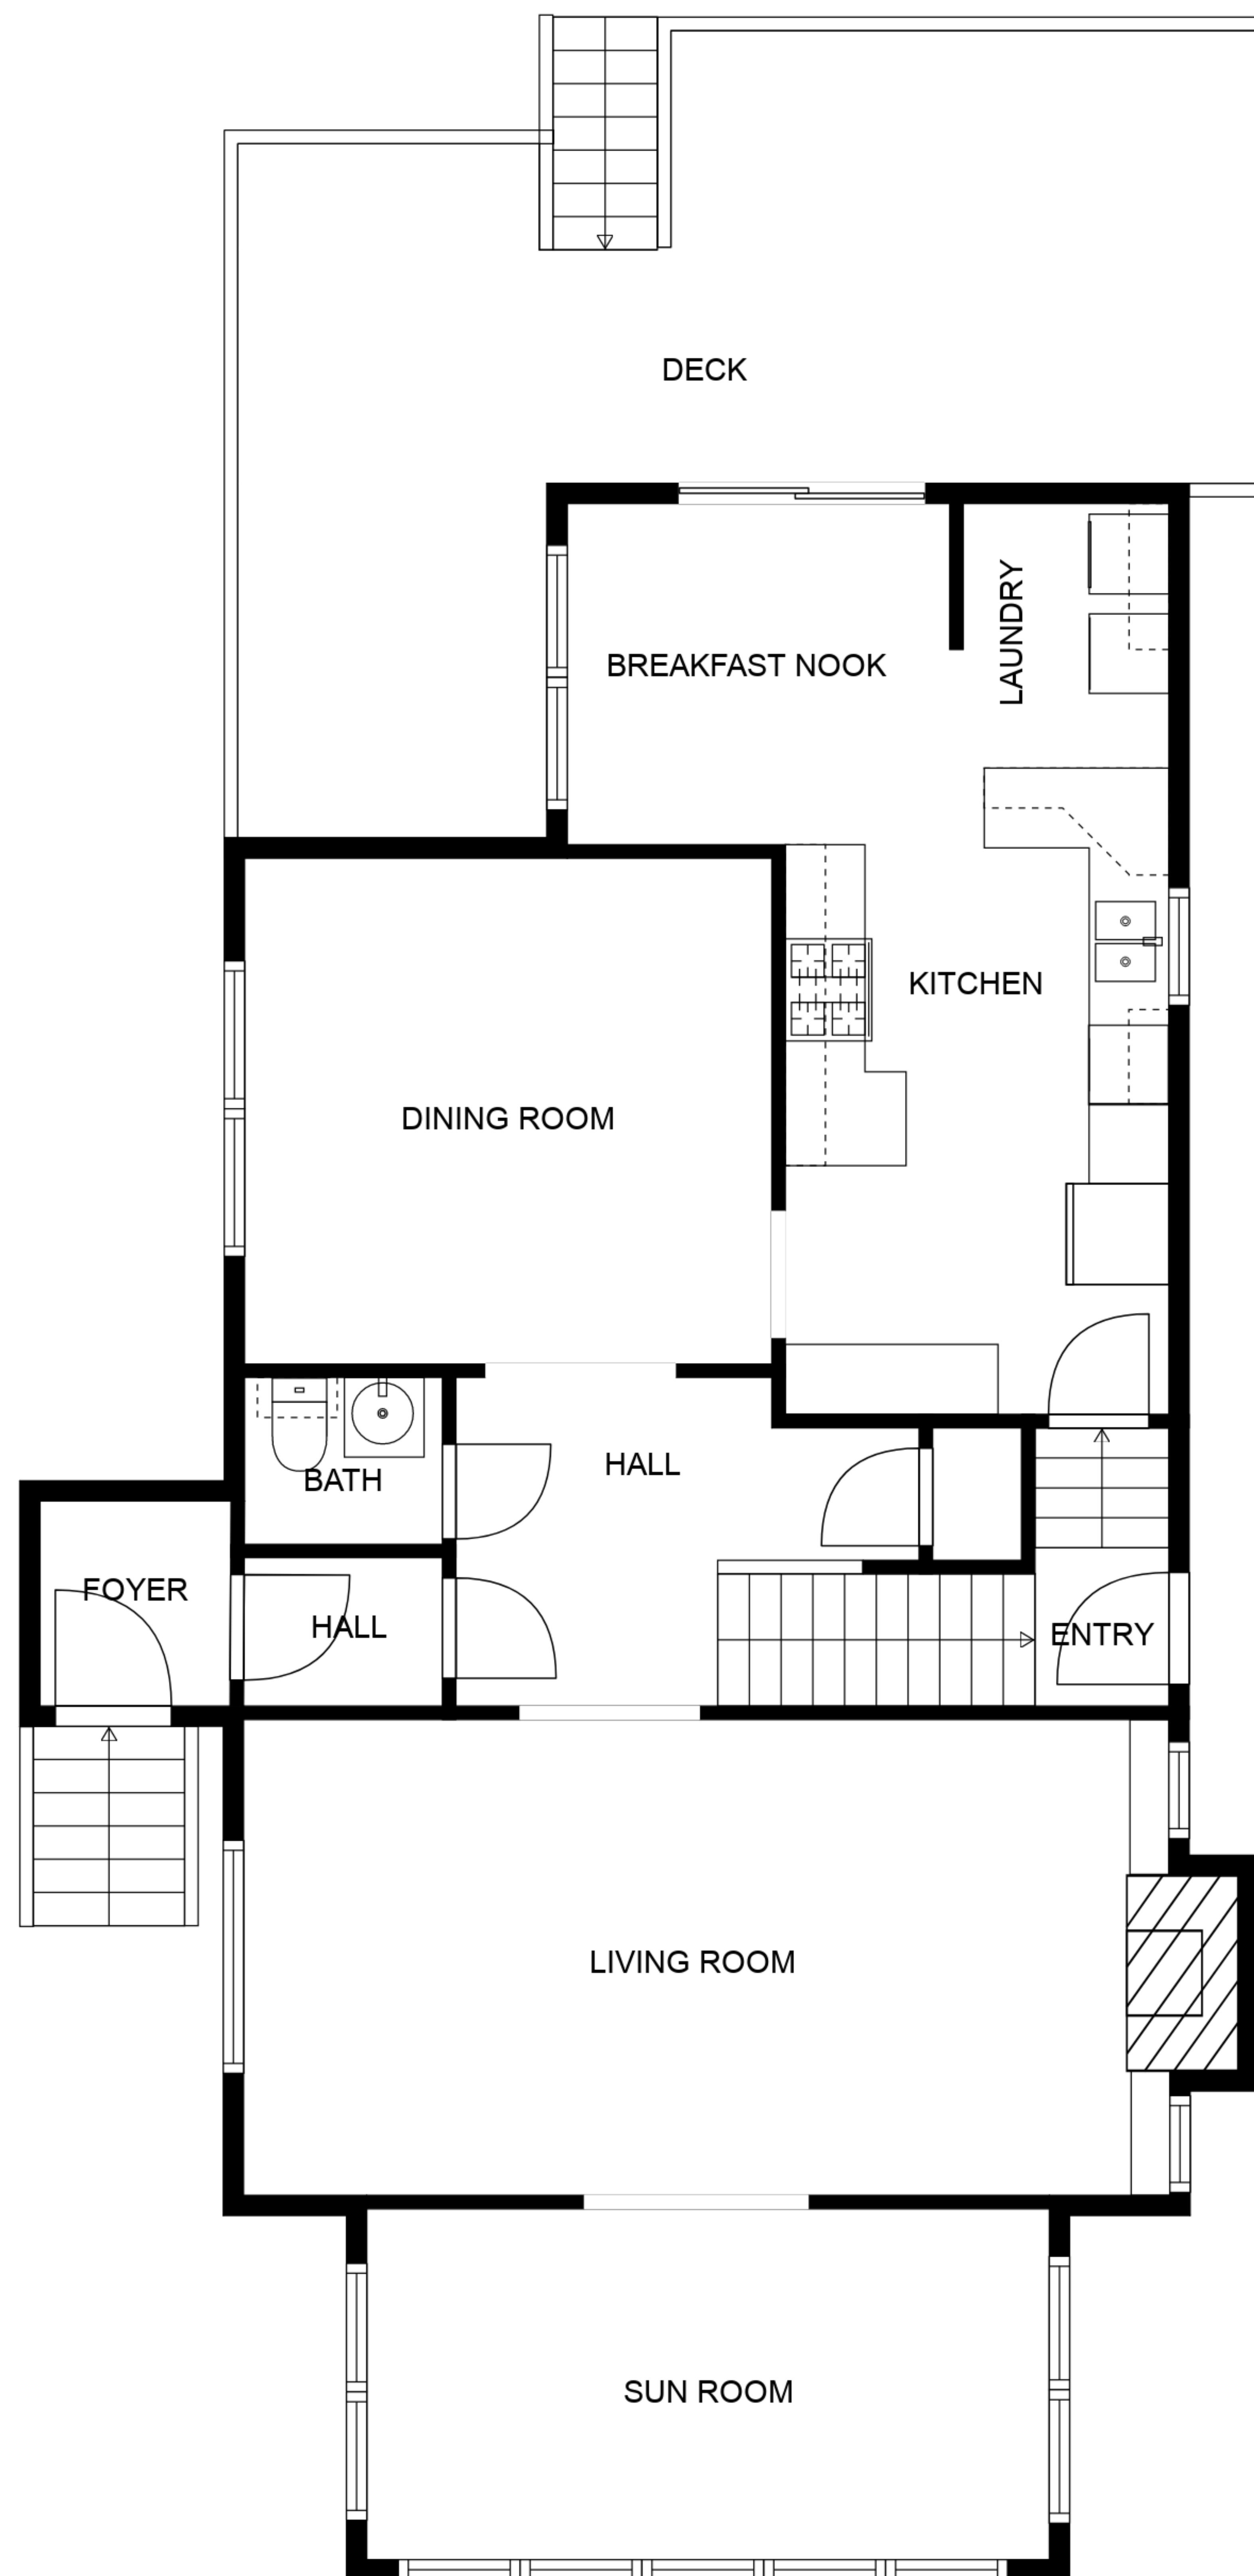 DECK
BREAKFAST NOOK
LAUNDRY
KITCHEN
DINING ROOM
HALL
BATH
FOYER
HALL
ENTRY
LIVING ROOM
SUN ROOM